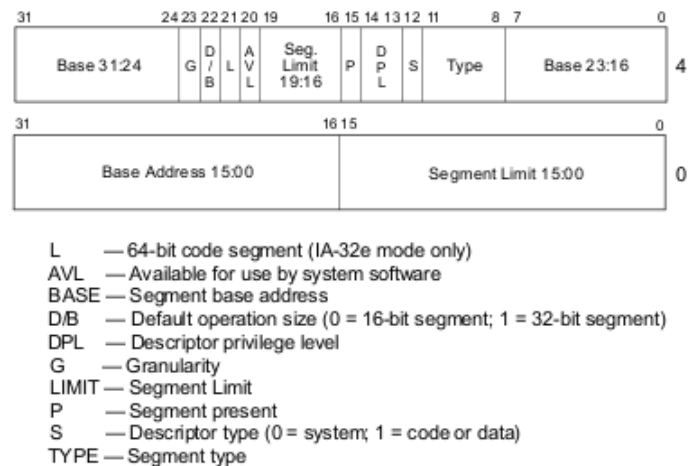 31 24 23 22 21 20 19 16 15 14 13 12 11 8 7 0
Base 31:24 G D/B L AVL Seg. Limit 19:16 P DPL S Type Base 23:16 4
31 16 15 0
Base Address 15:00 Segment Limit 15:00 0
L — 64-bit code segment (IA-32e mode only)
AVL — Available for use by system software
BASE — Segment base address
D/B — Default operation size (0 = 16-bit segment; 1 = 32-bit segment)
DPL — Descriptor privilege level
G — Granularity
LIMIT — Segment Limit
P — Segment present
S — Descriptor type (0 = system; 1 = code or data)
TYPE — Segment type